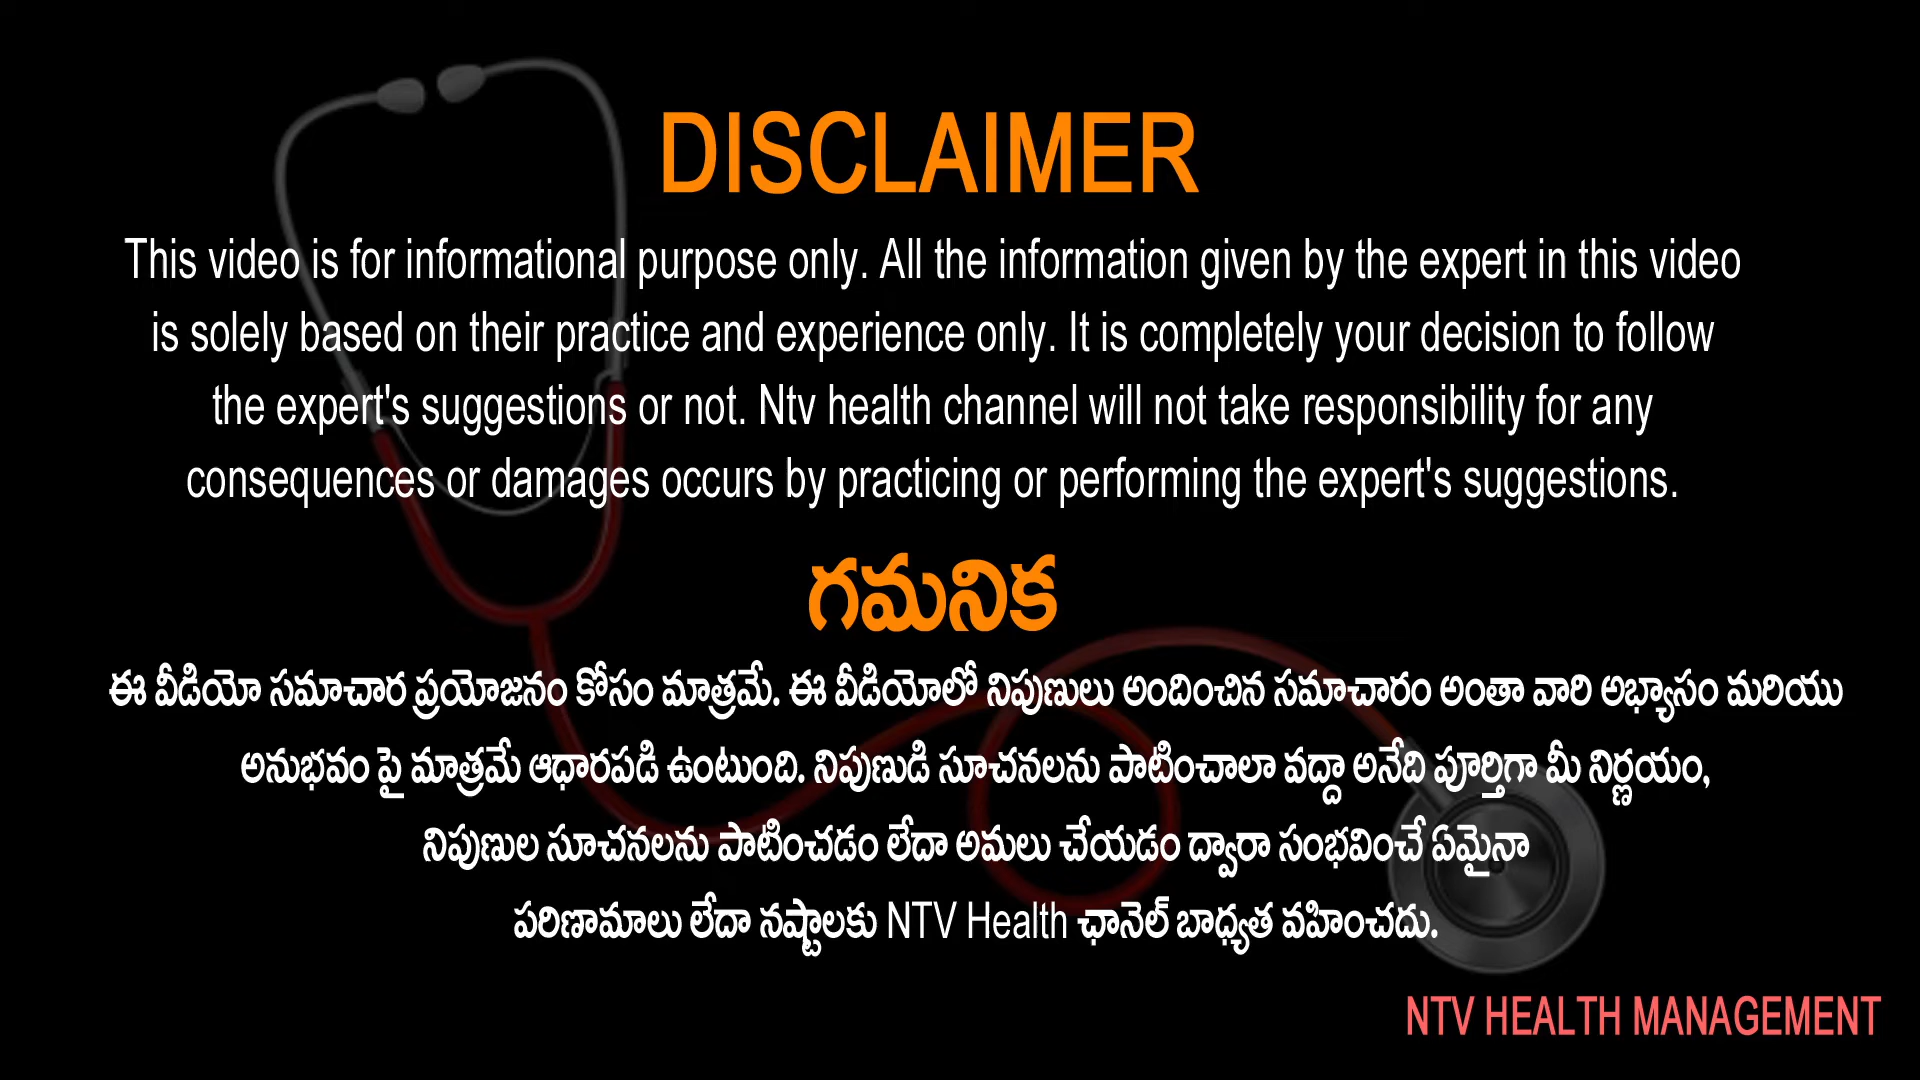 DISCLAIMER
This video is for informational purpose only. All the information given by the expert in this video
is solely based on their practice and experience only. It is completely your decision to follow
the expert's suggestions or not. Ntv health channel will not take responsibility for any
consequences or damages occurs by practicing or performing the expert's suggestions.
గమనిక
ఈ వీడియో సమాచార ప్రయోజనం కోసం మాత్రమే. ఈ వీడియోలో నిపుణులు అందించిన సమాచారం అంతా వారి అభ్యాసం మరియు
అనుభవం పై మాత్రమే ఆధారపడి ఉంటుంది. నిపుణుడి సూచనలను పాటించాలా వద్దా అనేది పూర్తిగా మీ నిర్ణయం,
నిపుణుల సూచనలను పాటించడం లేదా అమలు చేయడం ద్వారా సంభవించే ఏమైనా
పరిణామాలు లేదా నష్టాలకు NTV Health ఛానెల్ బాధ్యత వహించదు.
NTV HEALTH MANAGEMENT